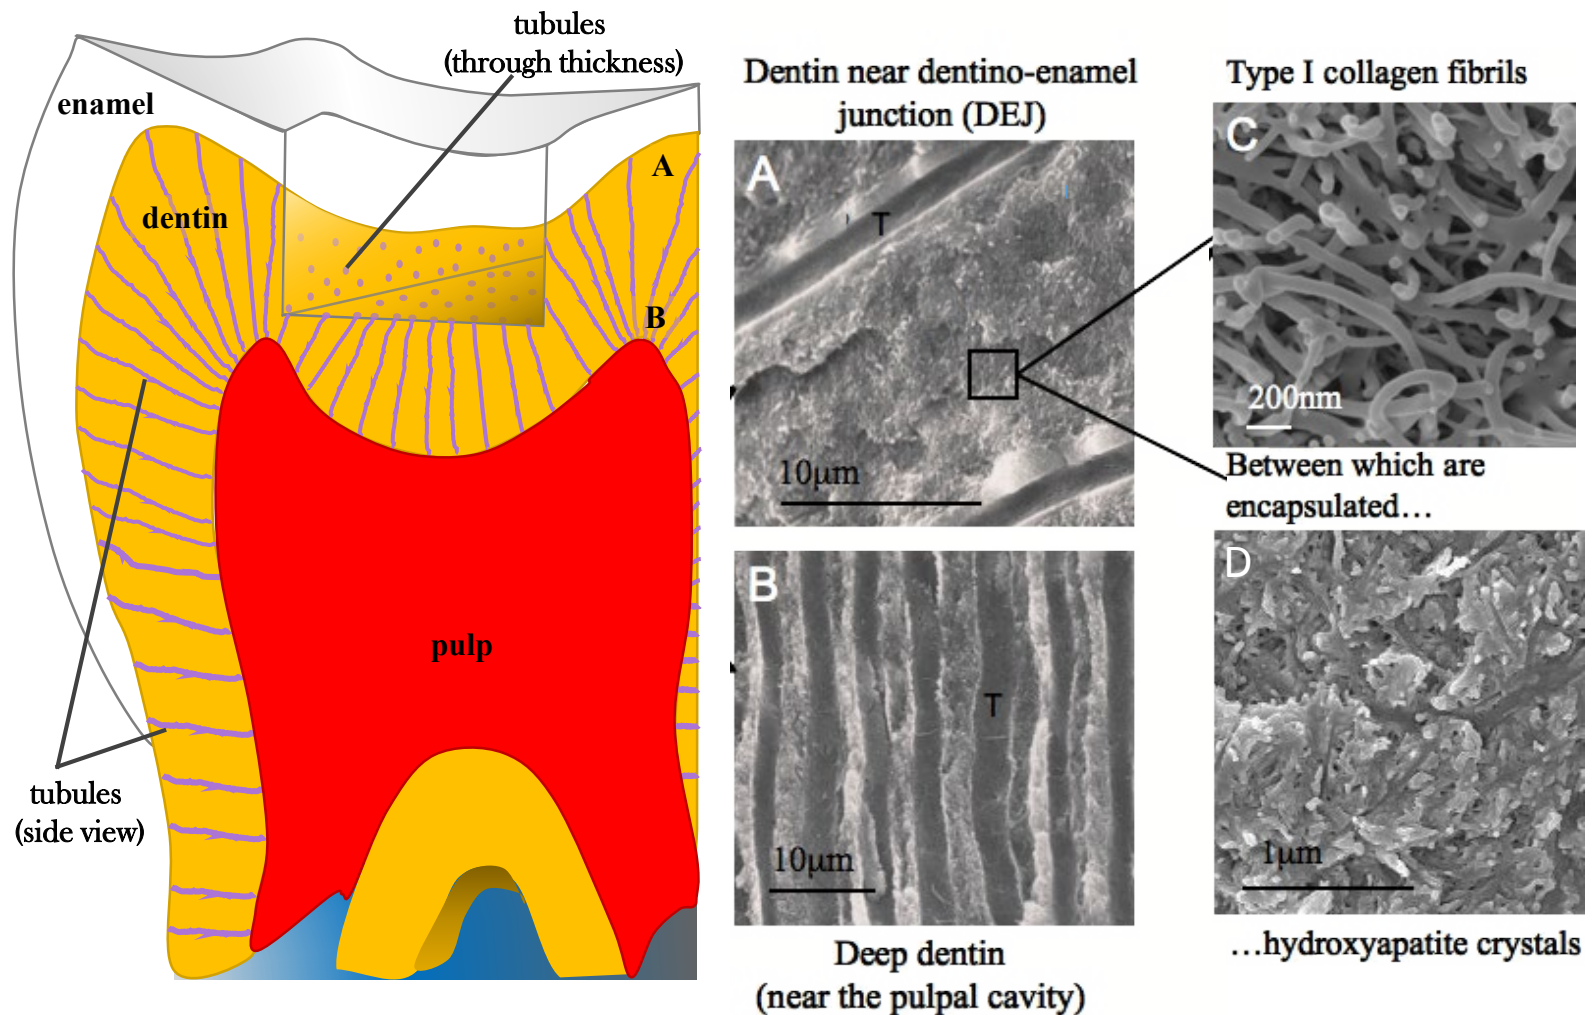 tubules
(through thickness)
enamel
dentin
A
B
pulp
tubules
(side view)
Dentin near dentino-enamel
junction (DEJ)
A
T
10μm
B
T
10μm
Deep dentin
(near the pulpal cavity)
Type I collagen fibrils
C
200nm
Between which are
encapsulated…
D
1μm
…hydroxyapatite crystals